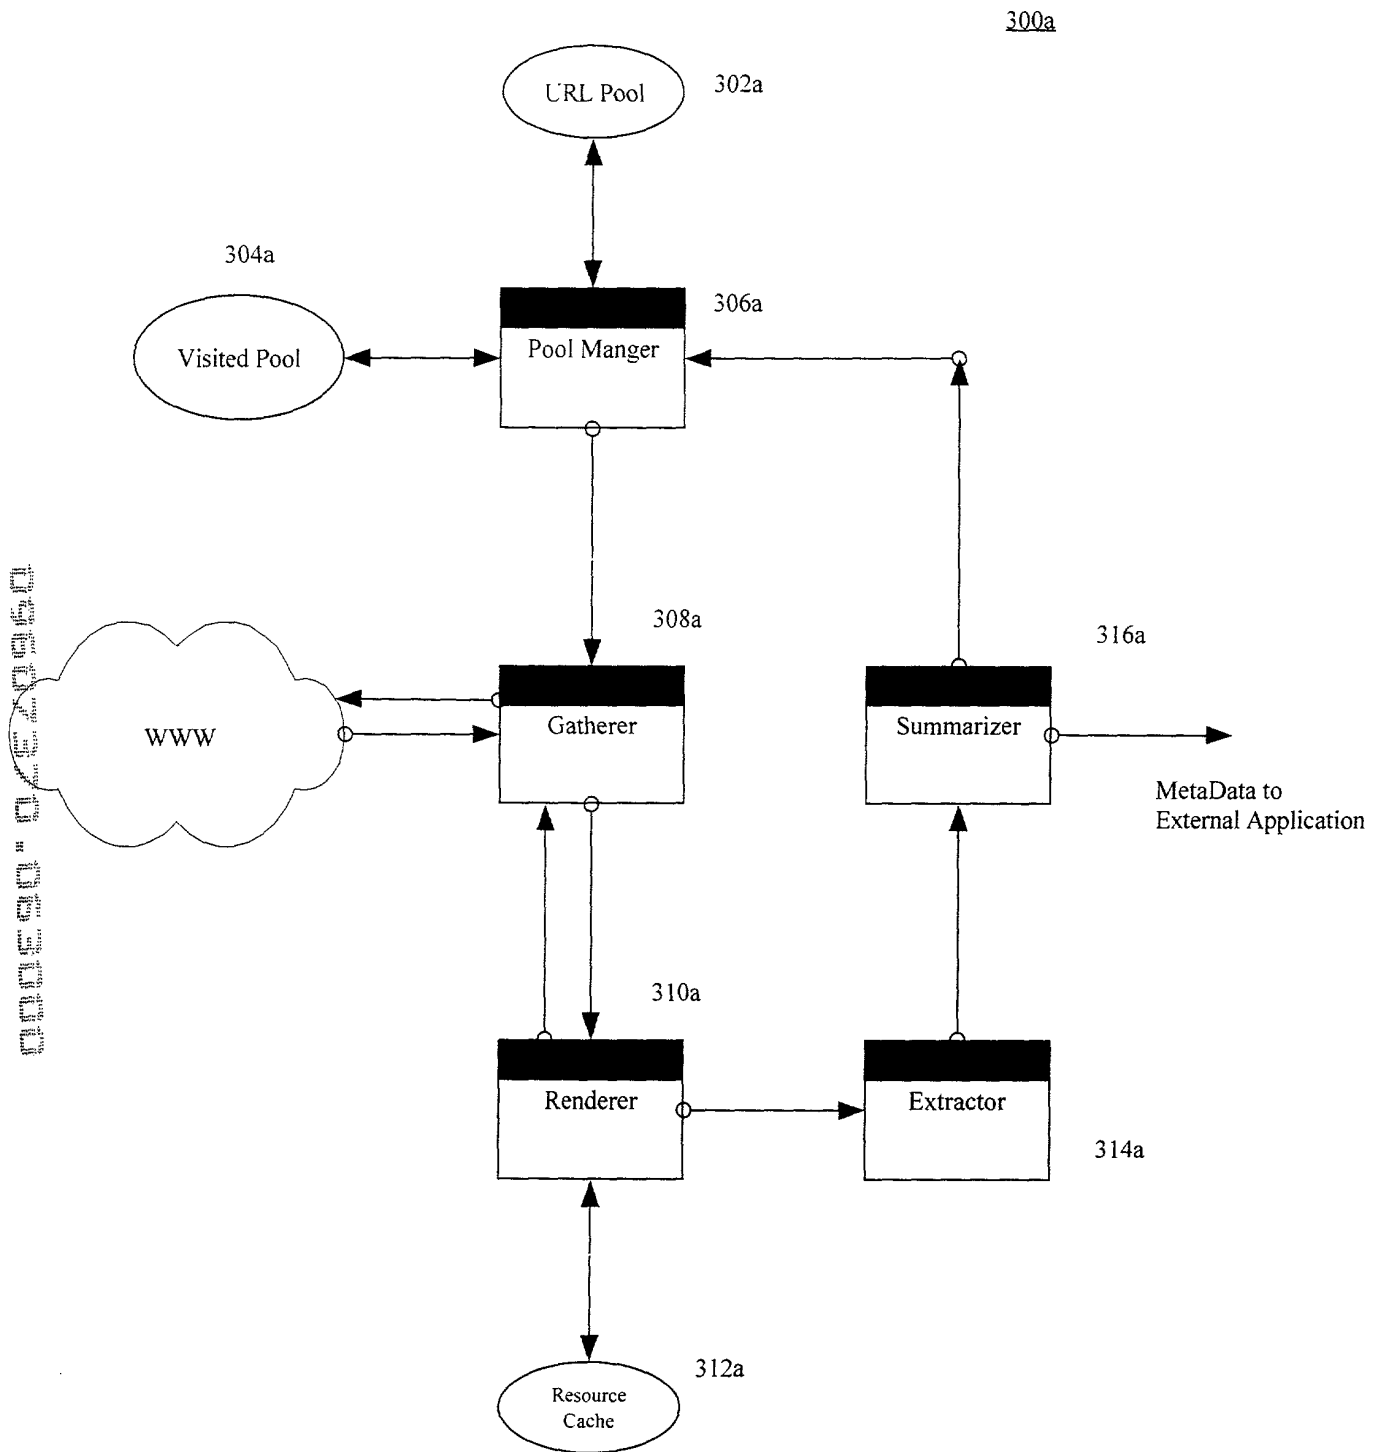 300a
URL Pool
302a
304a
306a
Visited Pool
Pool Manger
308a
316a
WWW
Gatherer
Summarizer
MetaData to
External Application
310a
Renderer
Extractor
314a
312a
Resource
Cache